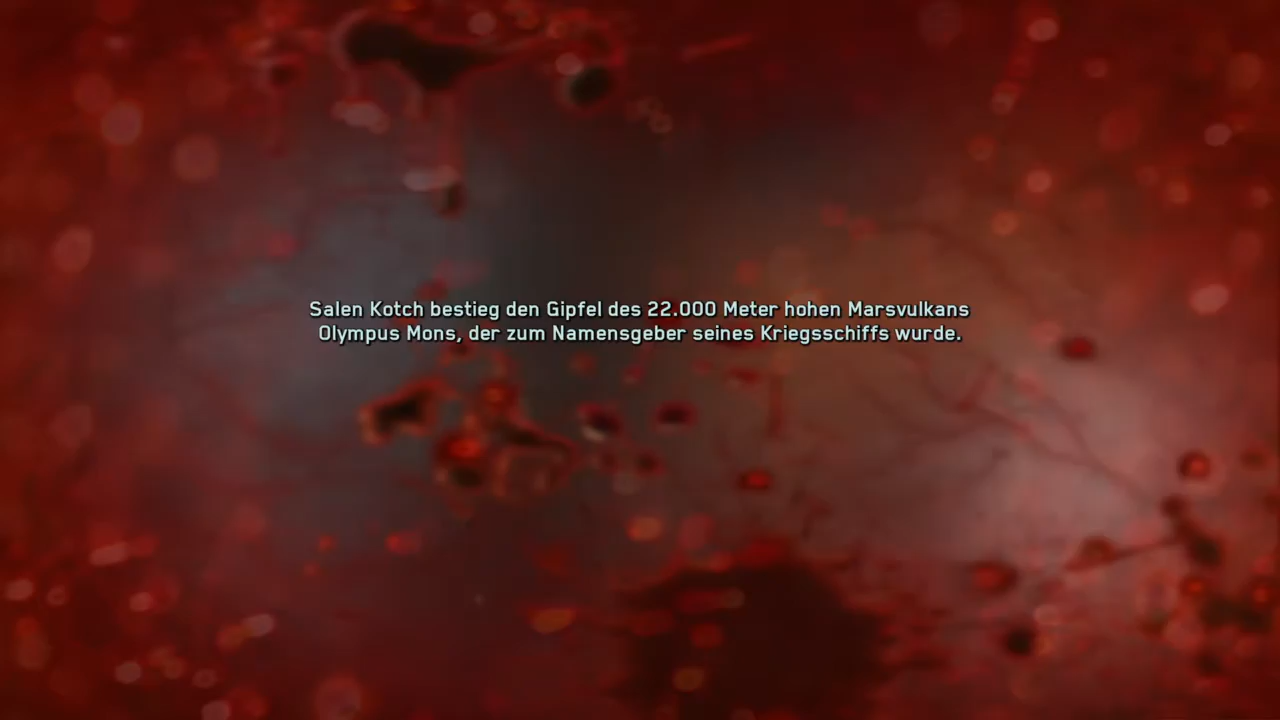 Salen Kotch bestieg den Gipfel des 22.000 Meter hohen Marsvulkans
Olympus Mons, der zum Namensgeber seines Kriegsschiffs wurde.